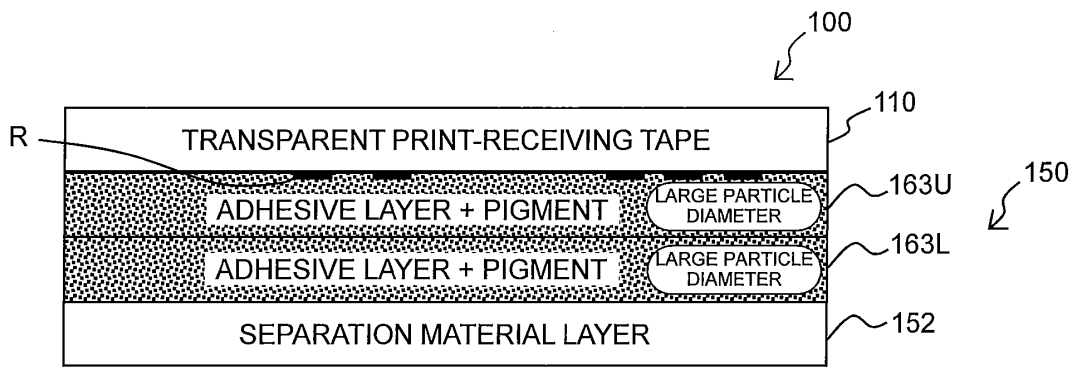 100
110
TRANSPARENT PRINT-RECEIVING TAPE
R
163U
150
LARGE PARTICLE
DIAMETER
ADHESIVE LAYER + PIGMENT
163L
LARGE PARTICLE
DIAMETER
ADHESIVE LAYER + PIGMENT
SEPARATION MATERIAL LAYER
152